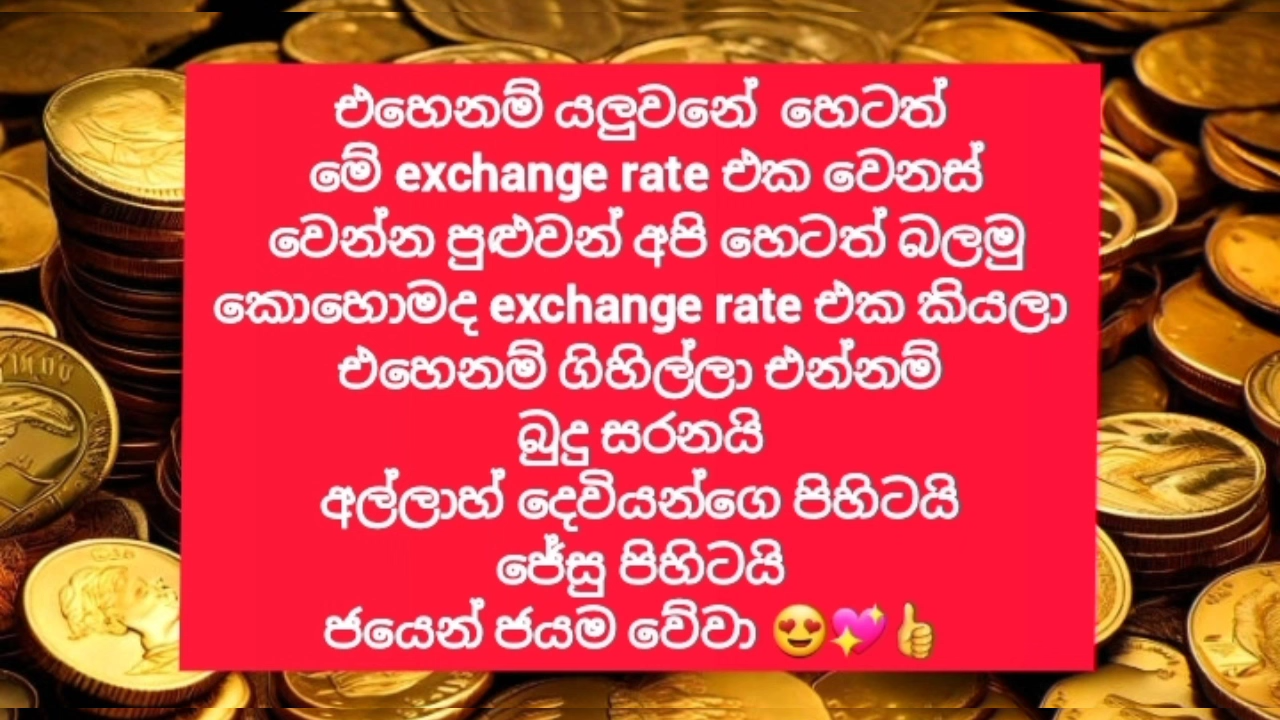 එහෙනම් යලුවනේ හෙටත්
මේ exchange rate එක වෙනස්
වෙන්න පුළුවන් අපි හෙටත් බලමු
කොහොමද exchange rate එක කියලා
එහෙනම් ගිහිල්ලා එන්නම්
බුදු සරනයි
අල්ලාහ් දෙවියන්ගෙ පිහිටයි
ජේසු පිහිටයි
ජයෙන් ජයම වේවා 😍💖👍